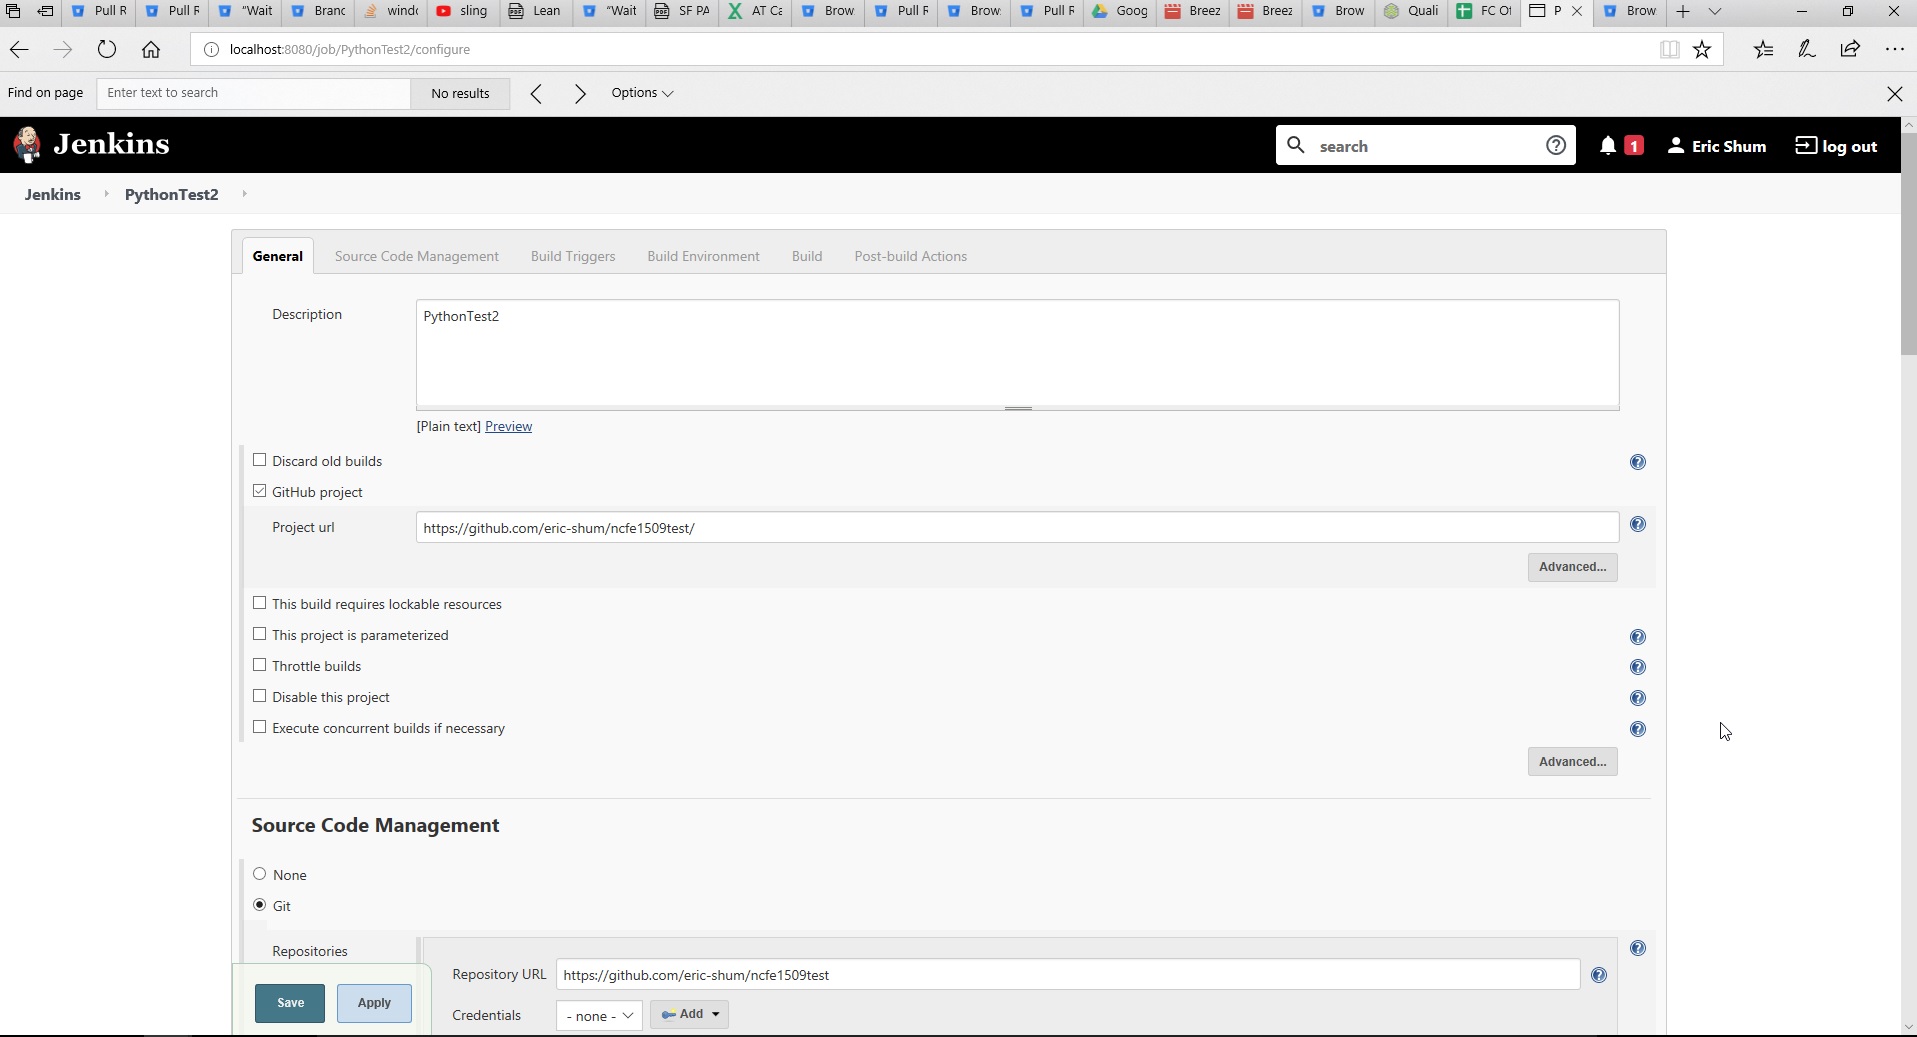 Pull R Pull R "Wait Branc windo sling Lean "Wait SF PA AT Ca Brow Pull R Brow Pull R Goog Breez Breez Brow Quali FC Of P Brow
localhost:8080/job/PythonTest2/configure
Find on page Enter text to search No results Options
Jenkins search 1 Eric Shum log out
Jenkins PythonTest2
General Source Code Management Build Triggers Build Environment Build Post-build Actions
Description PythonTest2
[Plain text] Preview
Discard old builds
GitHub project
Project url https://github.com/eric-shum/ncfe1509test/
Advanced...
This build requires lockable resources
This project is parameterized
Throttle builds
Disable this project
Execute concurrent builds if necessary
Advanced...
Source Code Management
None
Git
Repositories
Repository URL https://github.com/eric-shum/ncfe1509test
Save Apply Credentials - none - Add